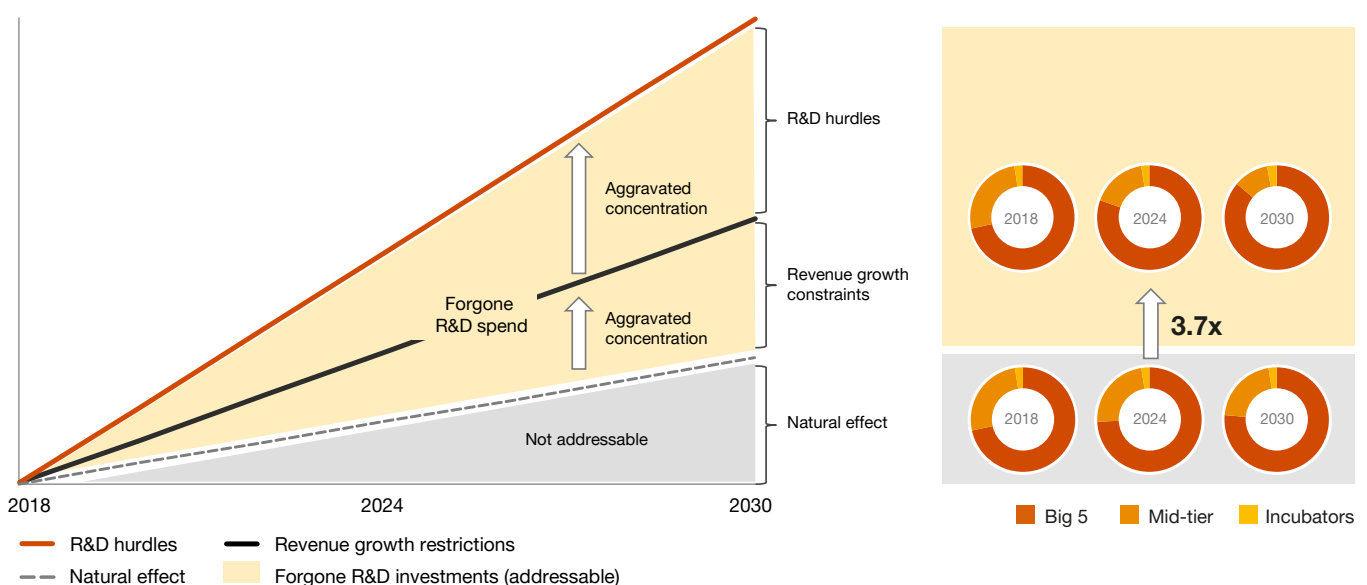 R&D hurdles
Aggravated
concentration
Revenue growth
constraints
Forgone
R&D spend
Aggravated
concentration
Natural effect
Not addressable
2018
2024
2030
R&D hurdles
Revenue growth restrictions
Natural effect
Forgone R&D investments (addressable)
2018
2024
2030
3.7x
2018
2024
2030
Big 5
Mid-tier
Incubators